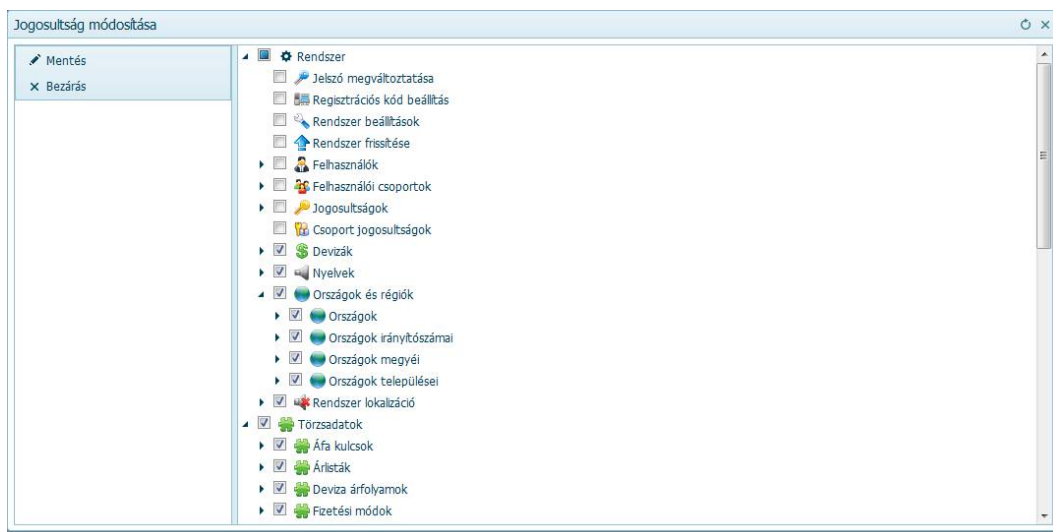 Jogosultság módosítása
Mentés
Bezárás
Rendszer
Jelszó megváltoztatása
Regisztrációs kód beállítás
Rendszer beállítások
Rendszer frissítése
Felhasználók
Felhasználói csoportok
Jogosultságok
Csoport jogosultságok
Devizák
Nyelvek
Országok és régiók
Országok
Országok irányítószámai
Országok megyéi
Országok települései
Rendszer lokalizáció
Törzsadatok
Áfa kulcsok
Árlisták
Deviza árfolyamok
Fizetési módok